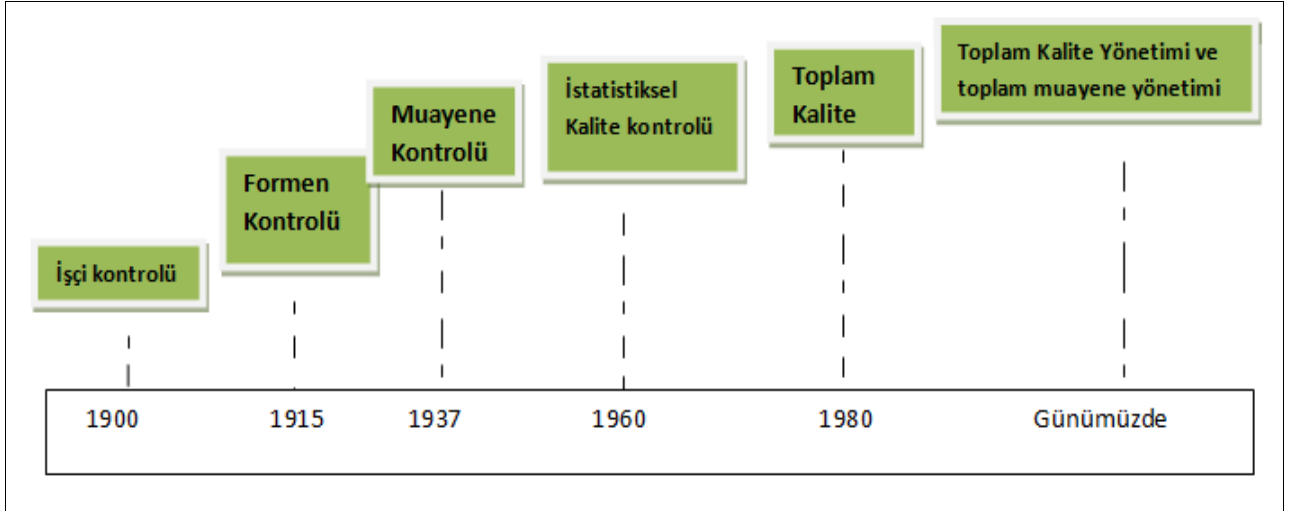 İşçi kontrolü
Formen
Kontrolü
Muayene
Kontrolü
İstatistiksel
Kalite kontrolü
Toplam
Kalite
Toplam Kalite Yönetimi ve
toplam muayene yönetimi
1900
1915
1937
1960
1980
Günümüzde